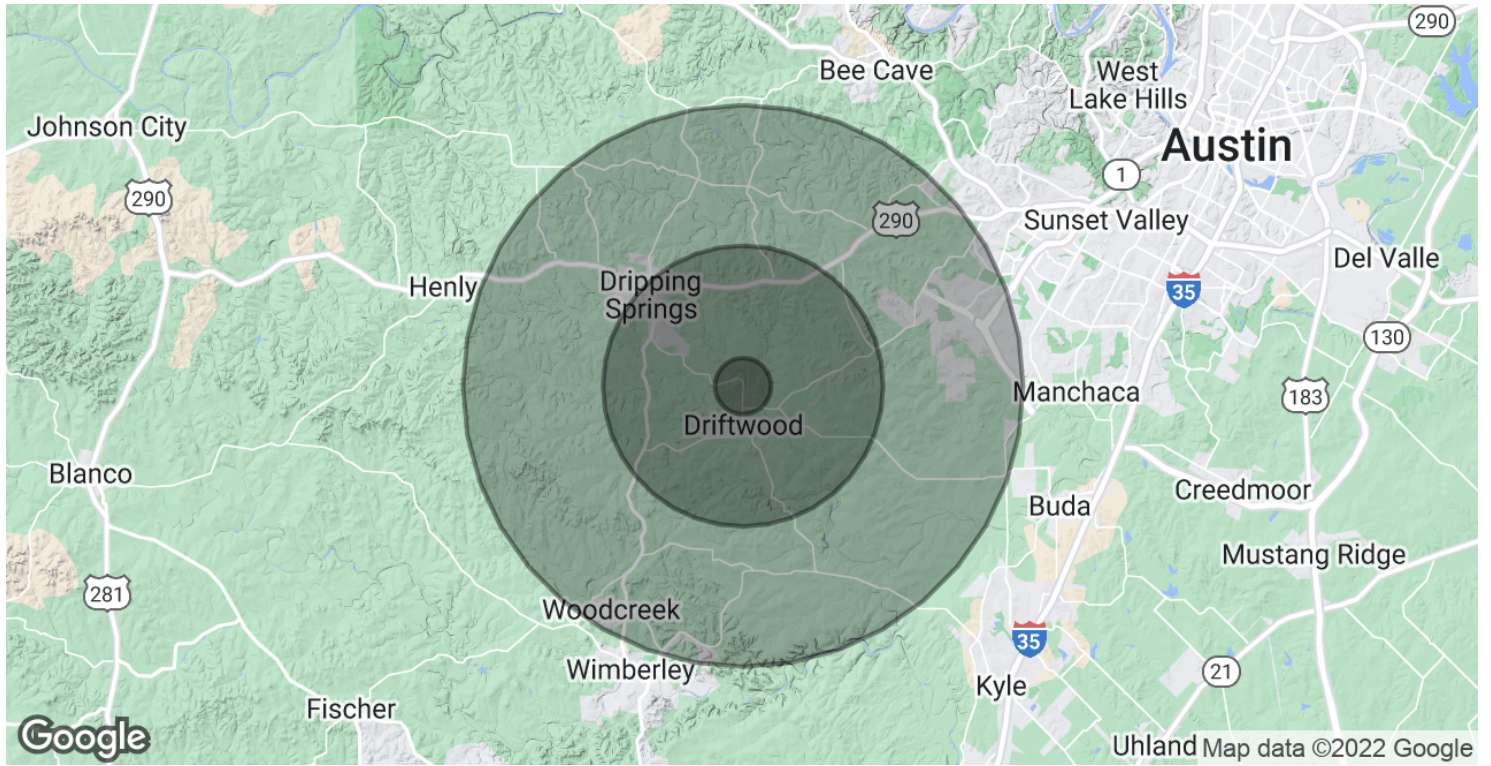 290
Bee Cave
West
Lake Hills
Johnson City
Austin
1
290
290
Sunset Valley
Del Valle
Henly
Dripping
Springs
35
130
Manchaca
183
Driftwood
Blanco
Creedmoor
Buda
Mustang Ridge
281
Woodcreek
35
Wimberley
21
Kyle
Fischer
Google
Uhland
Map data ©2022 Google